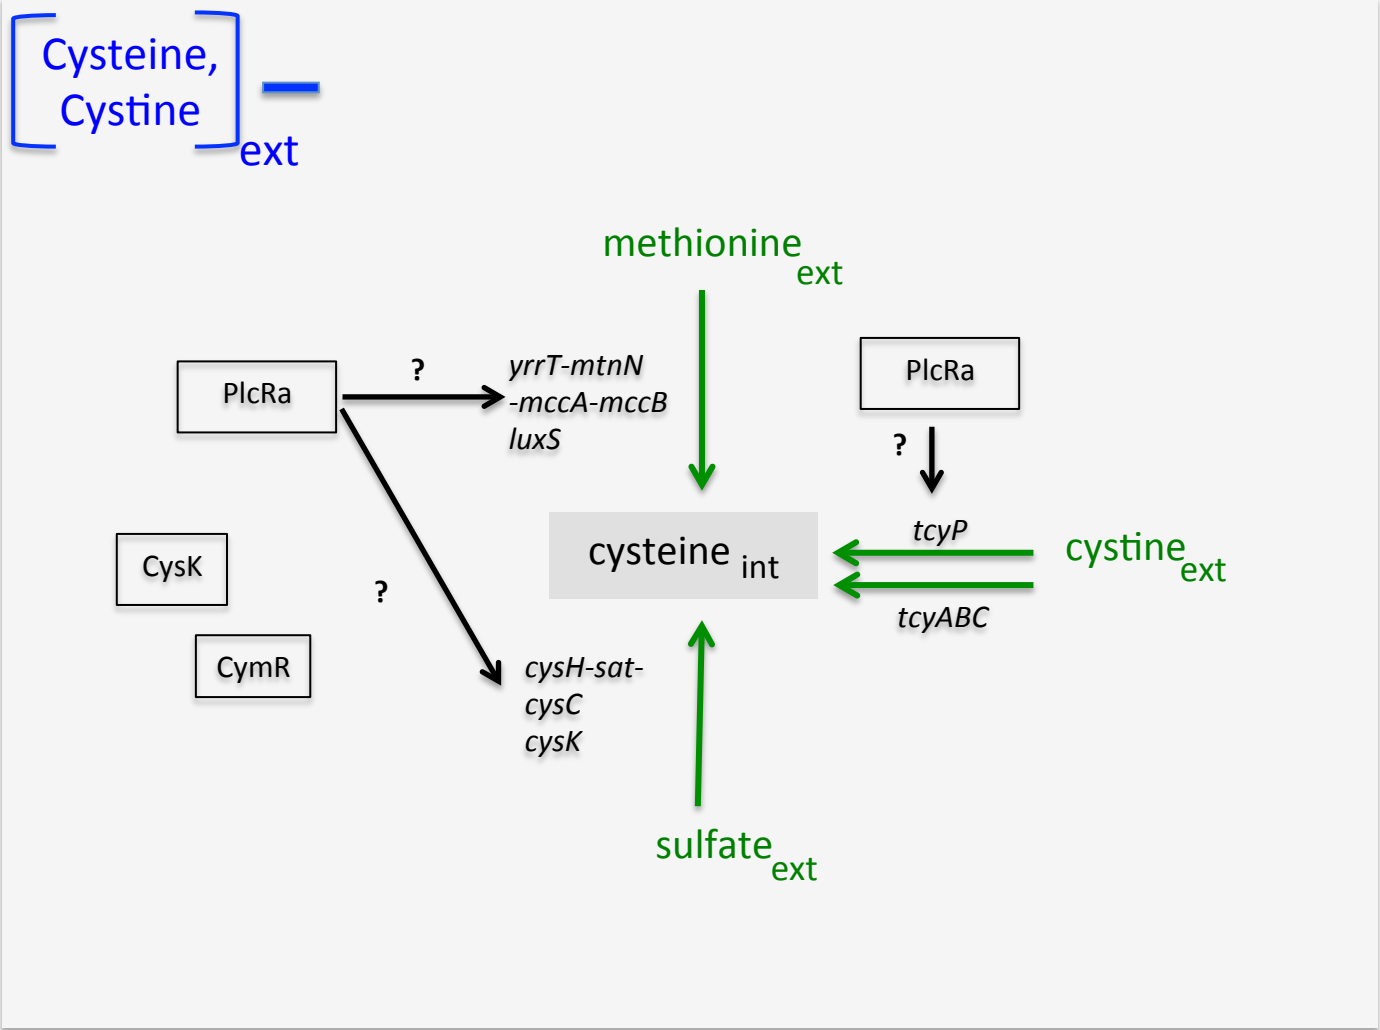 Cysteine,
Cystine
ext
methionine ext
PlcRa
?
yrrT-mtnN
-mccA-mccB
luxS
PlcRa
?
tcyP
cysteine int
cystine ext
tcyABC
CysK
?
CymR
cysH-sat-
cysC
cysK
sulfate ext